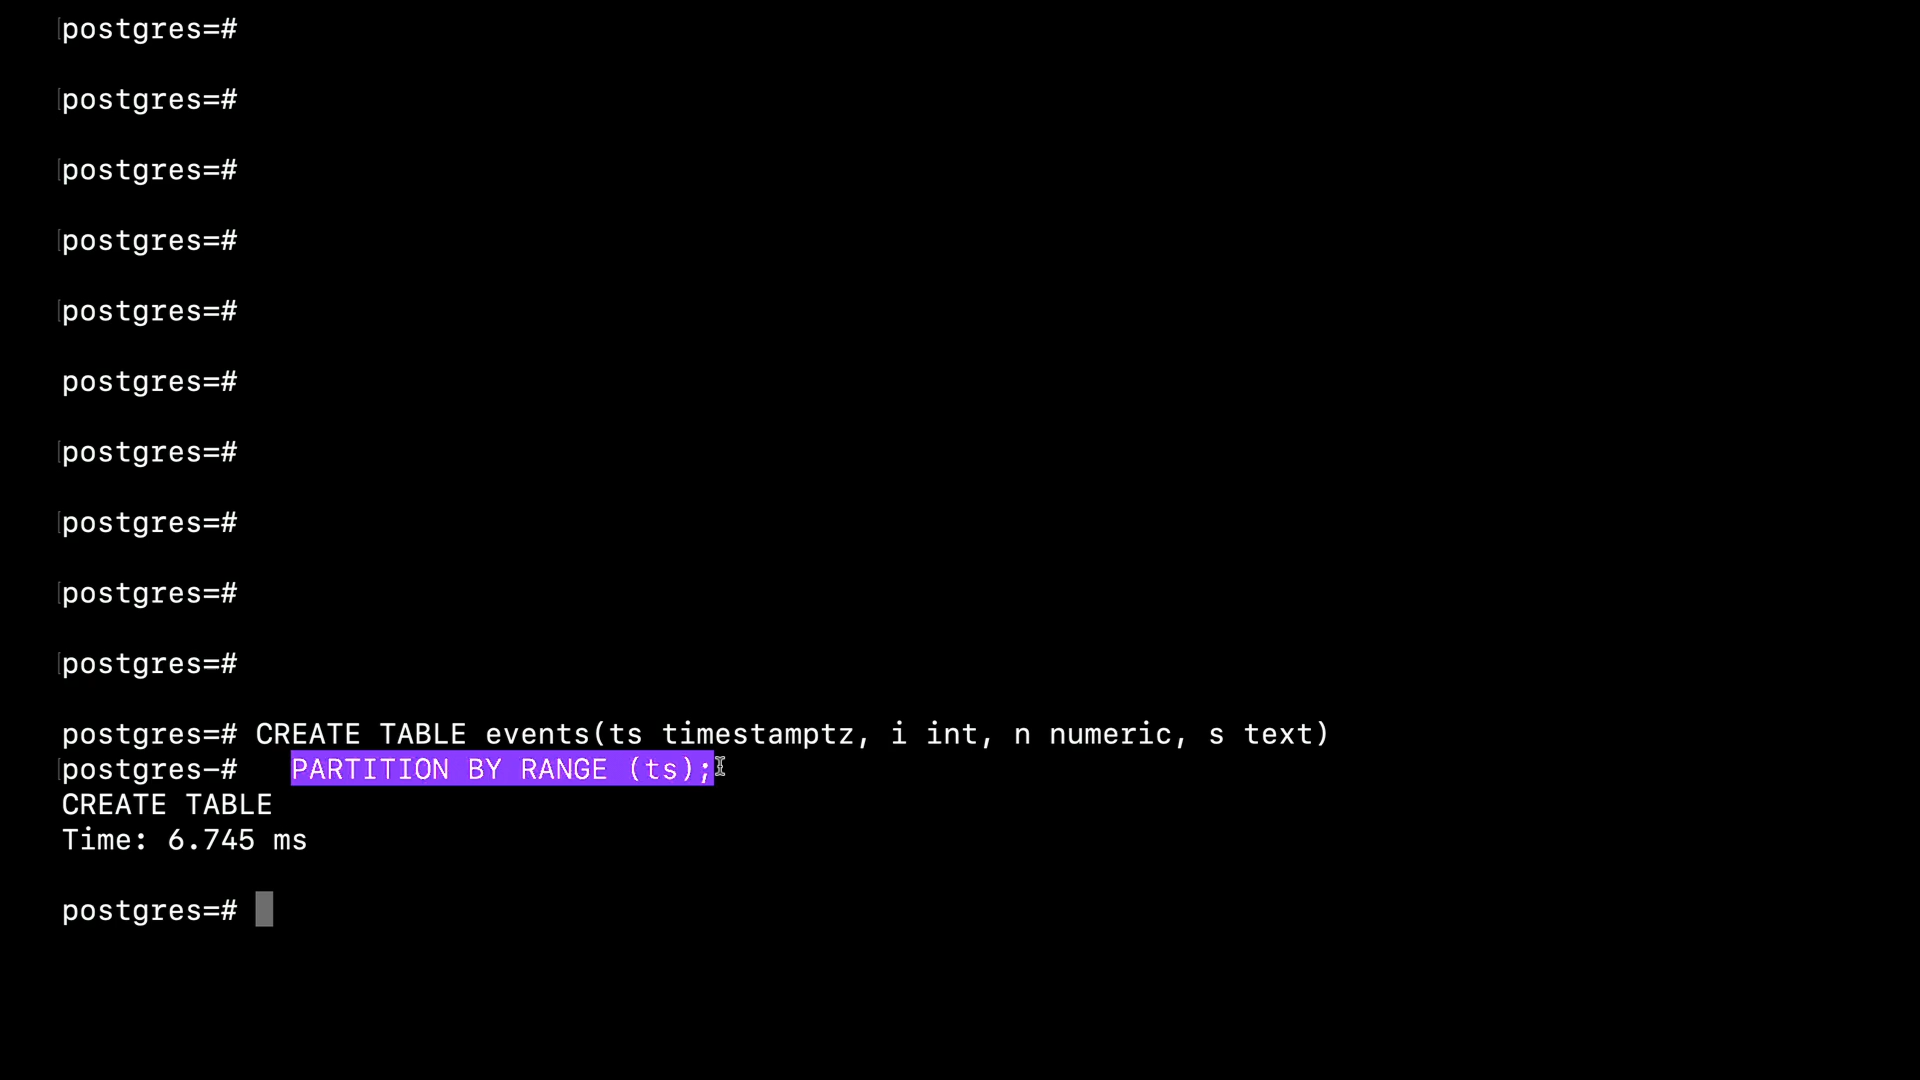 postgres=#
postgres=#
postgres=#
postgres=#
postgres=#
postgres=#
postgres=#
postgres=#
postgres=#
postgres=#
postgres=# CREATE TABLE events(ts timestamptz, i int, n numeric, s text)
postgres-#   PARTITION BY RANGE (ts);
CREATE TABLE
Time: 6.745 ms
postgres=#